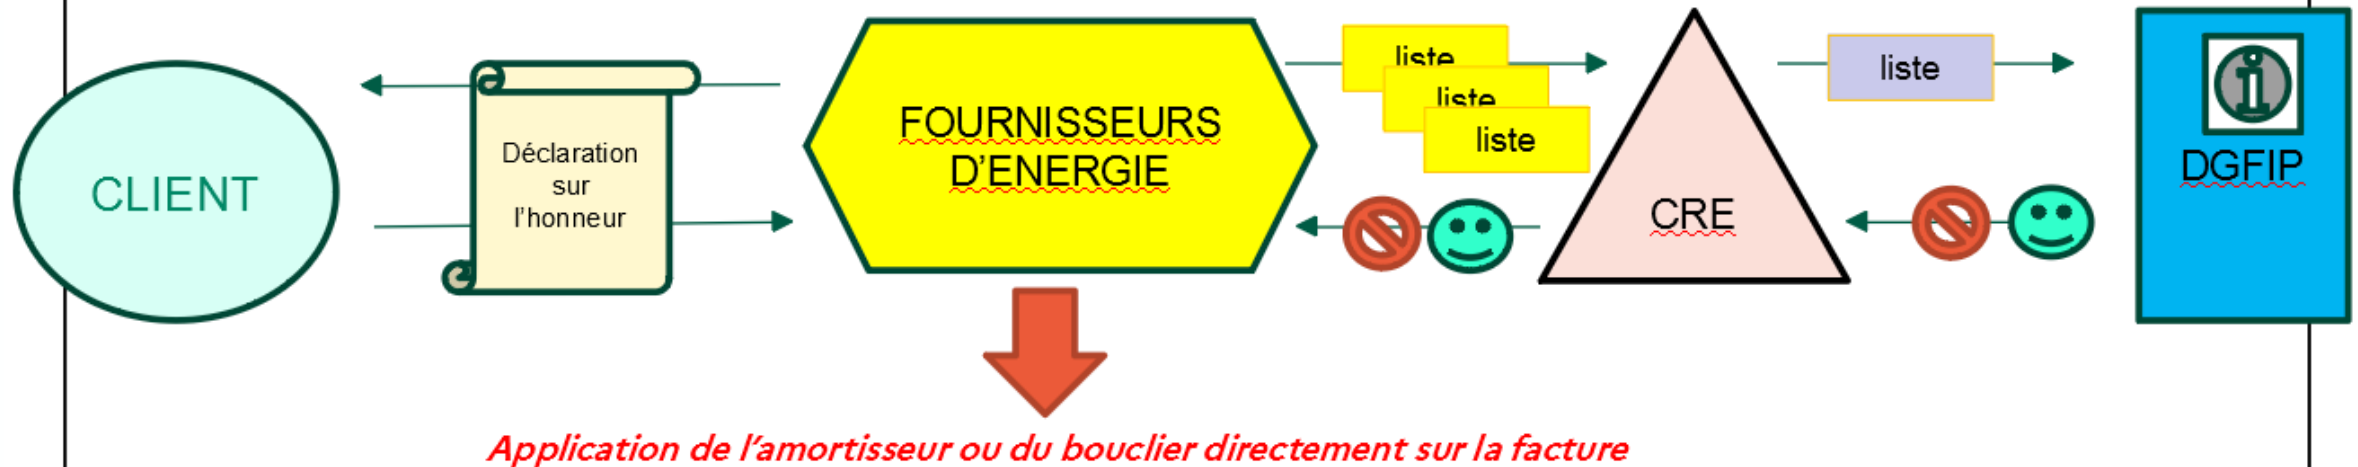 CLIENT
Déclaration
sur
l'honneur
FOURNISSEURS
D'ENERGIE
liste
liste
liste
CRE
liste
DGFIP
Application de l'amortisseur ou du bouclier directement sur la facture